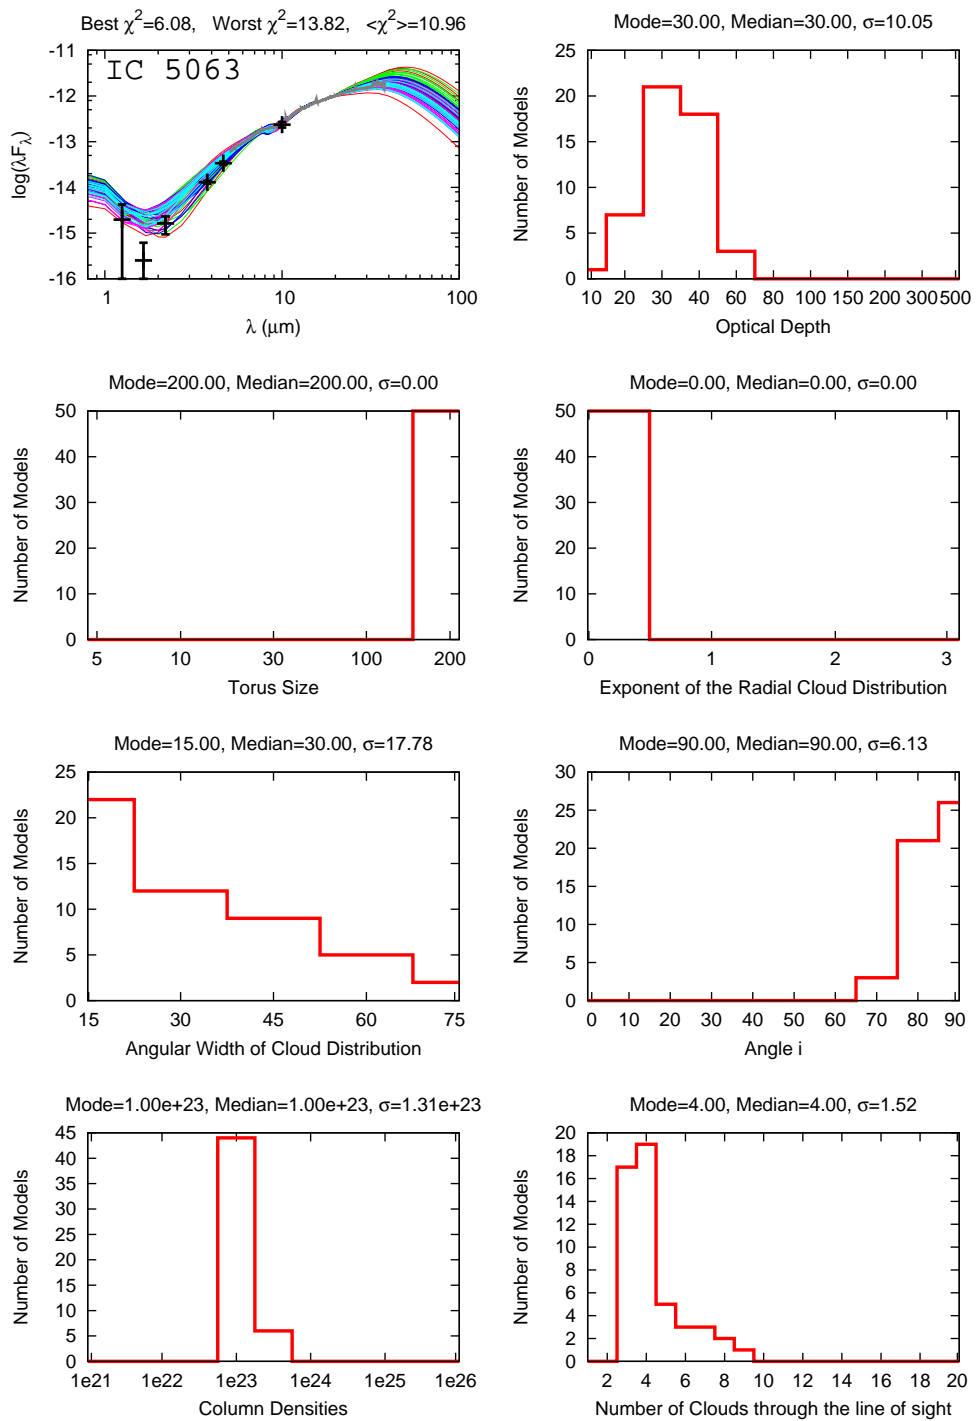 Best χ²=6.08, Worst χ²=13.82, <χ²>=10.96
IC 5063
log(λFλ)
-11
-12
-13
-14
-15
-16
1 10 100
λ (μm)
Mode=30.00, Median=30.00, σ=10.05
Number of Models
25
20
15
10
5
0
10 20 30 40 60 80 100 150 200 300 500
Optical Depth
Mode=200.00, Median=200.00, σ=0.00
Number of Models
50
40
30
20
10
0
5 10 30 100 200
Torus Size
Mode=0.00, Median=0.00, σ=0.00
Number of Models
50
40
30
20
10
0
0 1 2 3
Exponent of the Radial Cloud Distribution
Mode=15.00, Median=30.00, σ=17.78
Number of Models
25
20
15
10
5
0
15 30 45 60 75
Angular Width of Cloud Distribution
Mode=90.00, Median=90.00, σ=6.13
Number of Models
30
25
20
15
10
5
0
0 10 20 30 40 50 60 70 80 90
Angle i
Mode=1.00e+23, Median=1.00e+23, σ=1.31e+23
Number of Models
45
40
35
30
25
20
15
10
5
0
1e21 1e22 1e23 1e24 1e25 1e26
Column Densities
Mode=4.00, Median=4.00, σ=1.52
Number of Models
20
18
16
14
12
10
8
6
4
2
0
2 4 6 8 10 12 14 16 18 20
Number of Clouds through the line of sight